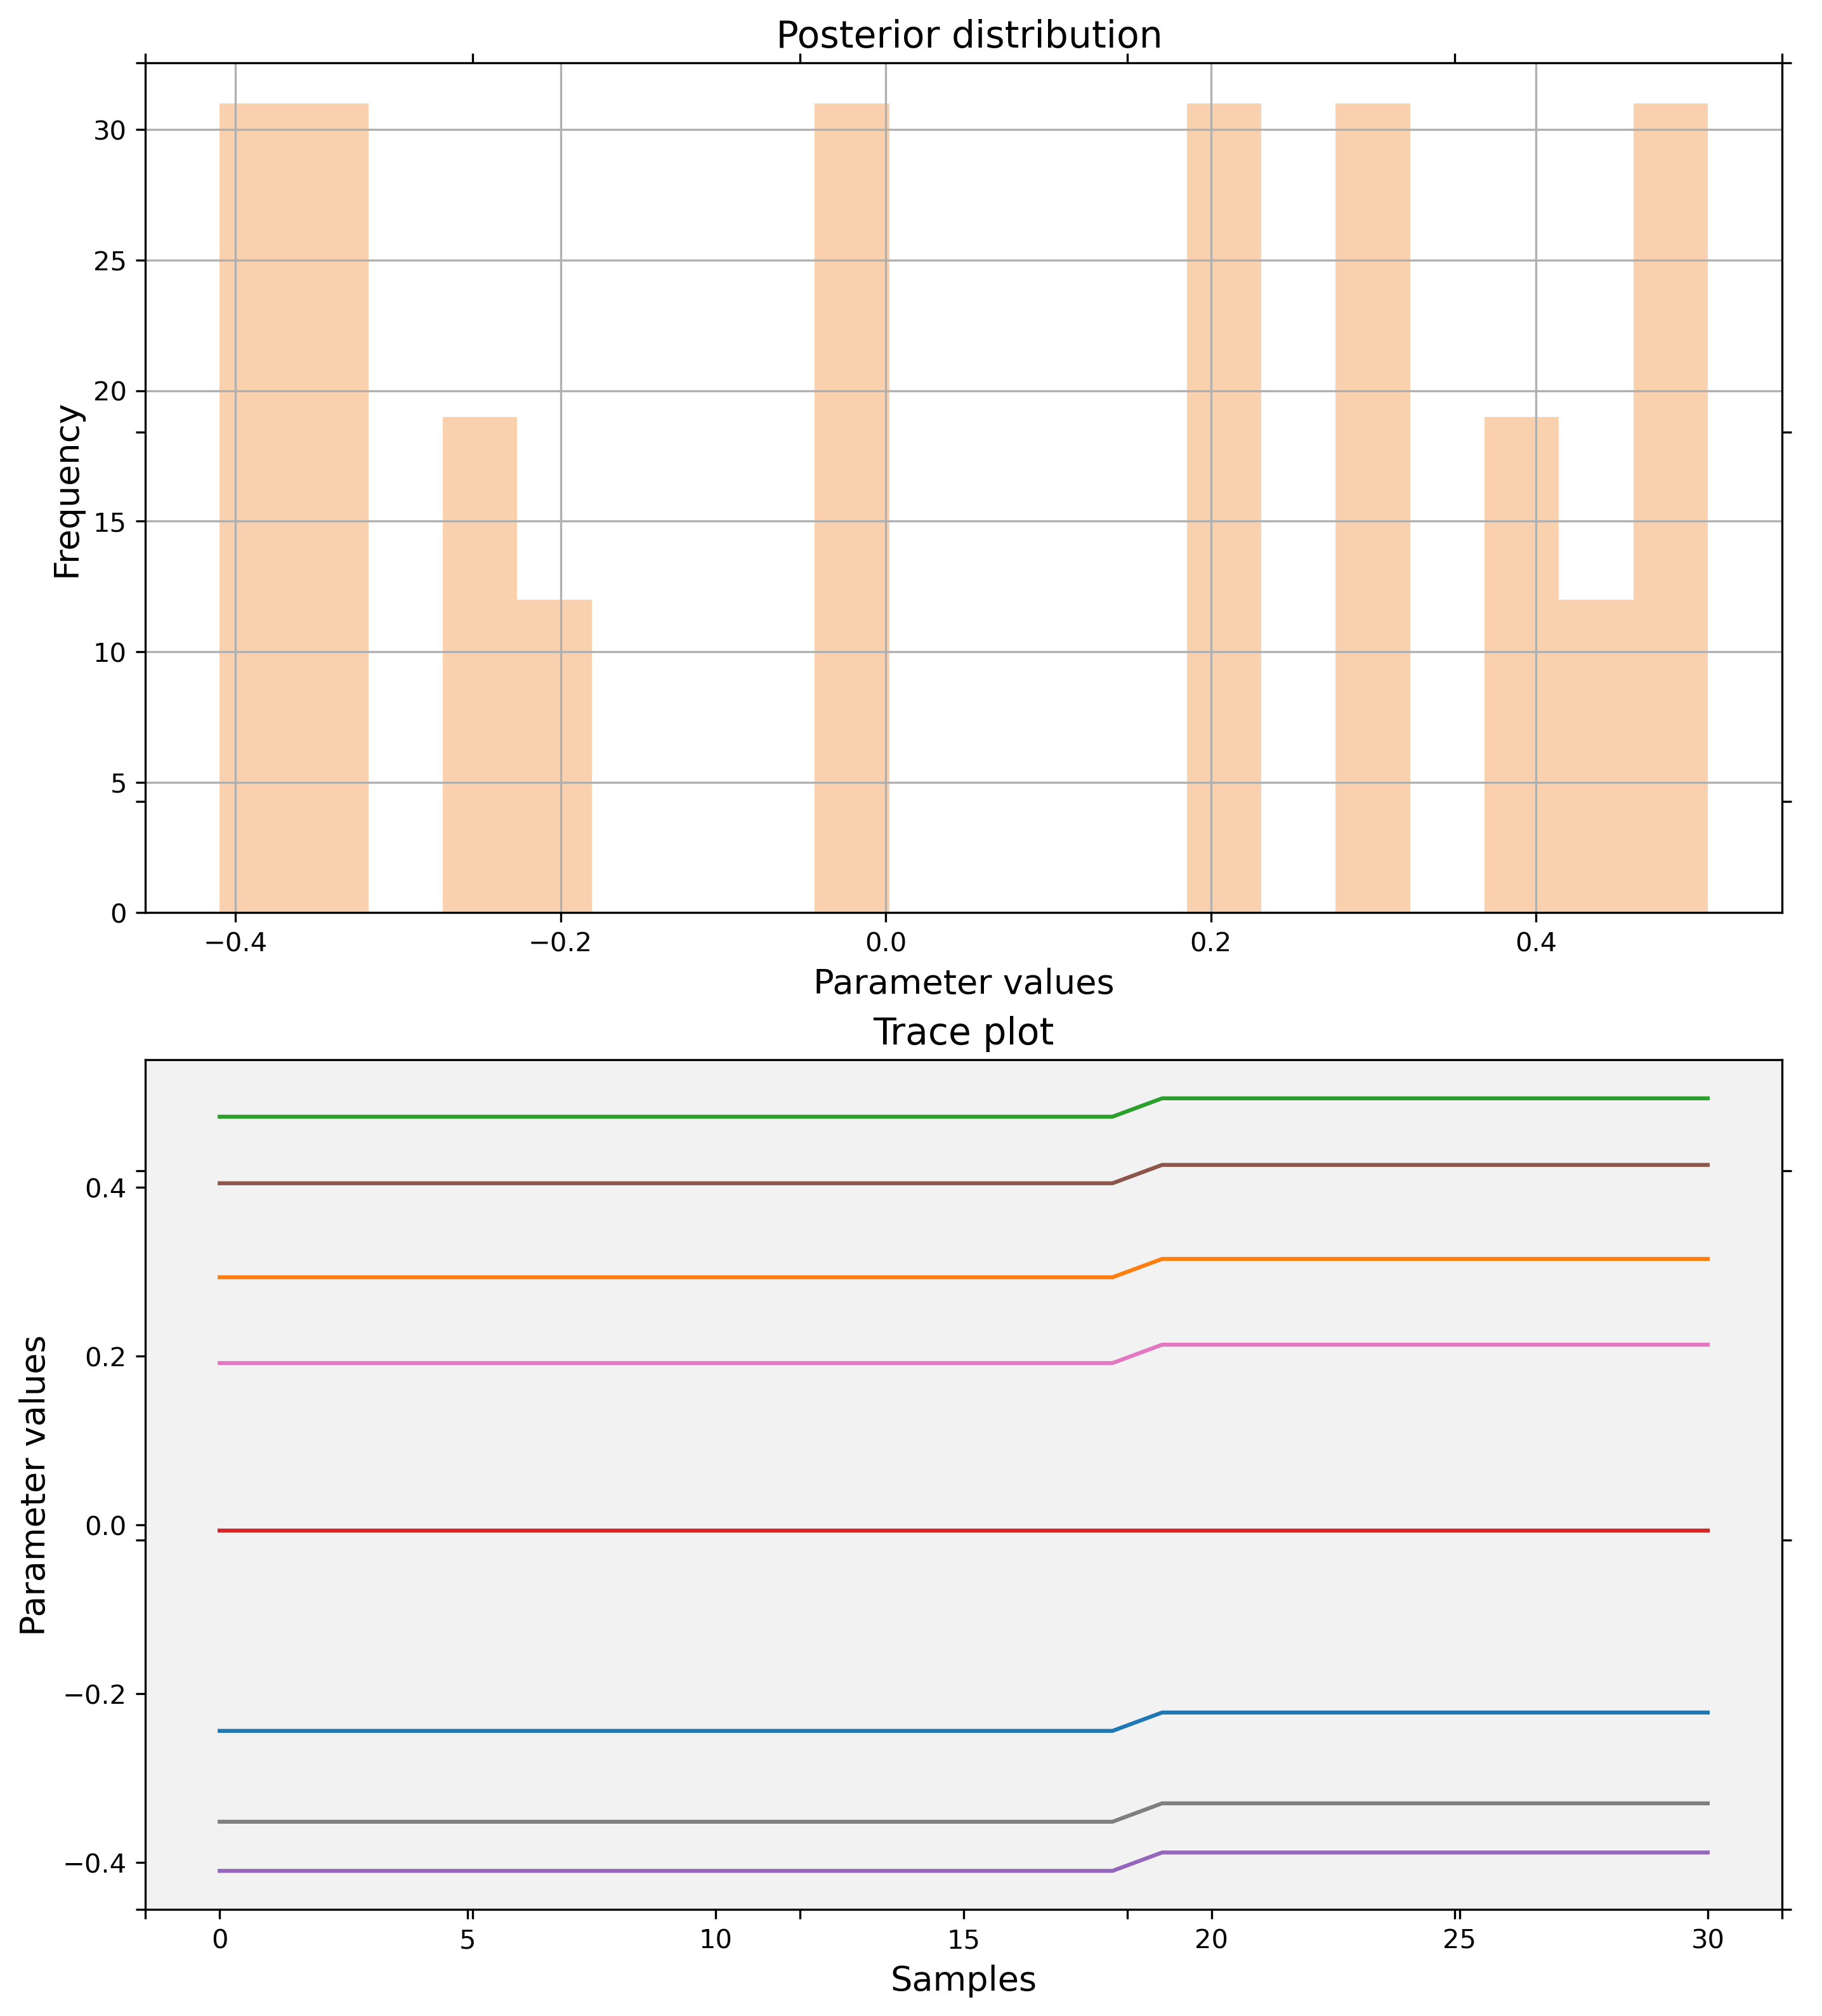 Posterior distribution
30
25
20
15
10
5
0
Frequency
−0.4 −0.2 0.0 0.2 0.4
Parameter values
Trace plot
0.4
0.2
0.0
−0.2
−0.4
Parameter values
0 5 10 15 20 25 30
Samples